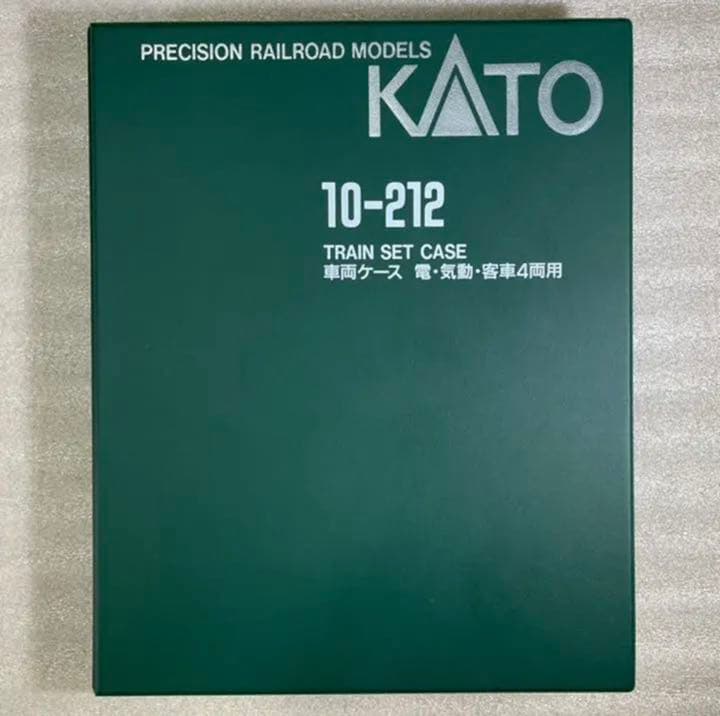 PRECISION RAILROAD MODELS
KATO
10-212
TRAIN SET CASE
車両ケース 電・気動・客車4両用